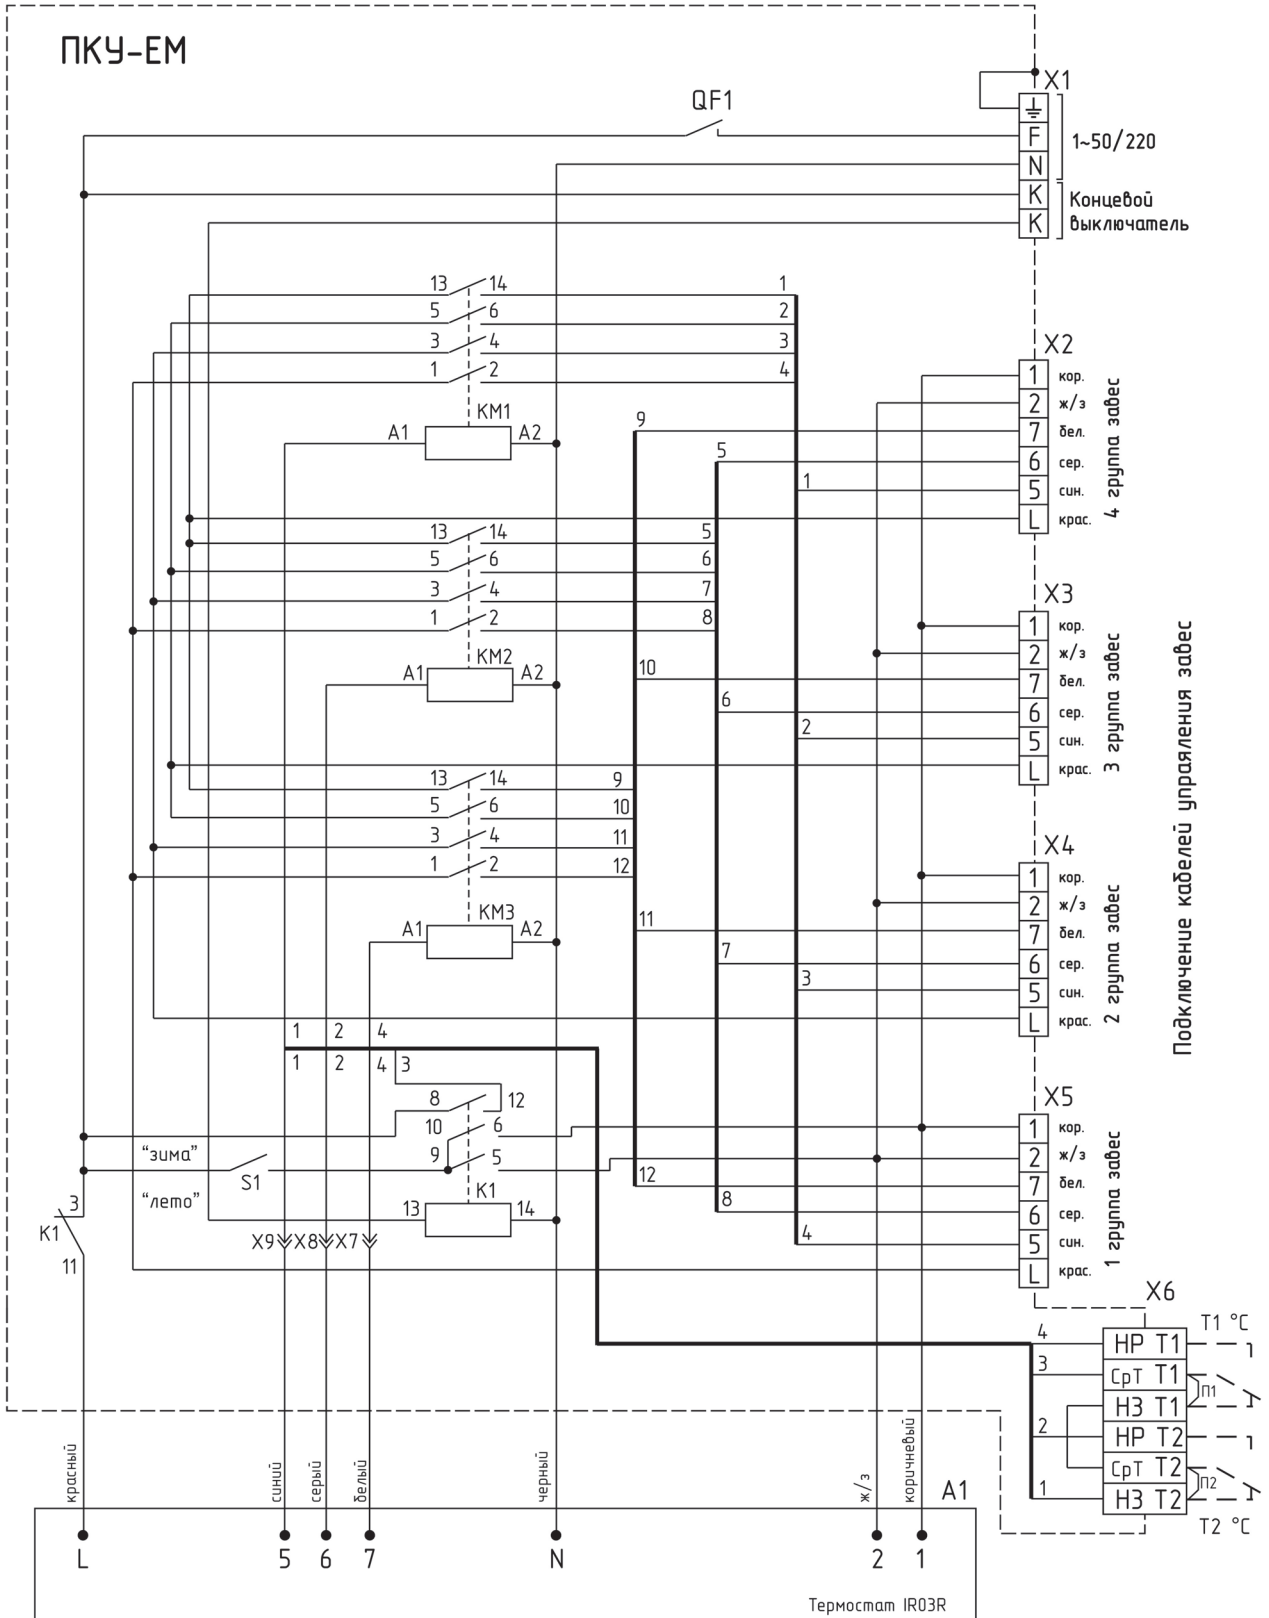 ПКУ-ЕМ
QF1
X1
F
N
K
K
1~50/220
Концевой
выключатель
13 14 1
5 6 2
3 4 3
1 2 4
KM1
A1 A2
X2
1 кор.
2 ж/з
7 бел.
6 сер.
5 син.
L крас.
4 группа завес
9
5
1
13 14 5
5 6 6
3 4 7
1 2 8
KM2
A1 A2
X3
1 кор.
2 ж/з
7 бел.
6 сер.
5 син.
L крас.
3 группа завес
10
6
2
Подключение кабелей упраяления завес
13 14 9
5 6 10
3 4 11
1 2 12
KM3
A1 A2
X4
1 кор.
2 ж/з
7 бел.
6 сер.
5 син.
L крас.
2 группа завес
11
7
3
1 2 4
1 2 4 3
8 12
10 6
9 5
"зима"
S1
"лето"
K1
13 14
3
K1
11
X9 X8 X7
X5
1 кор.
2 ж/з
7 бел.
6 сер.
5 син.
L крас.
1 группа завес
12
8
4
X6
T1 °C
4 НР Т1
3 СрТ Т1
П1
НЗ Т1
2 НР Т2
СрТ Т2
П2
1 НЗ Т2
T2 °C
красный
синий
серый
белый
черный
ж/з
коричневый
A1
L 5 6 7 N 2 1
Термостат IR03R